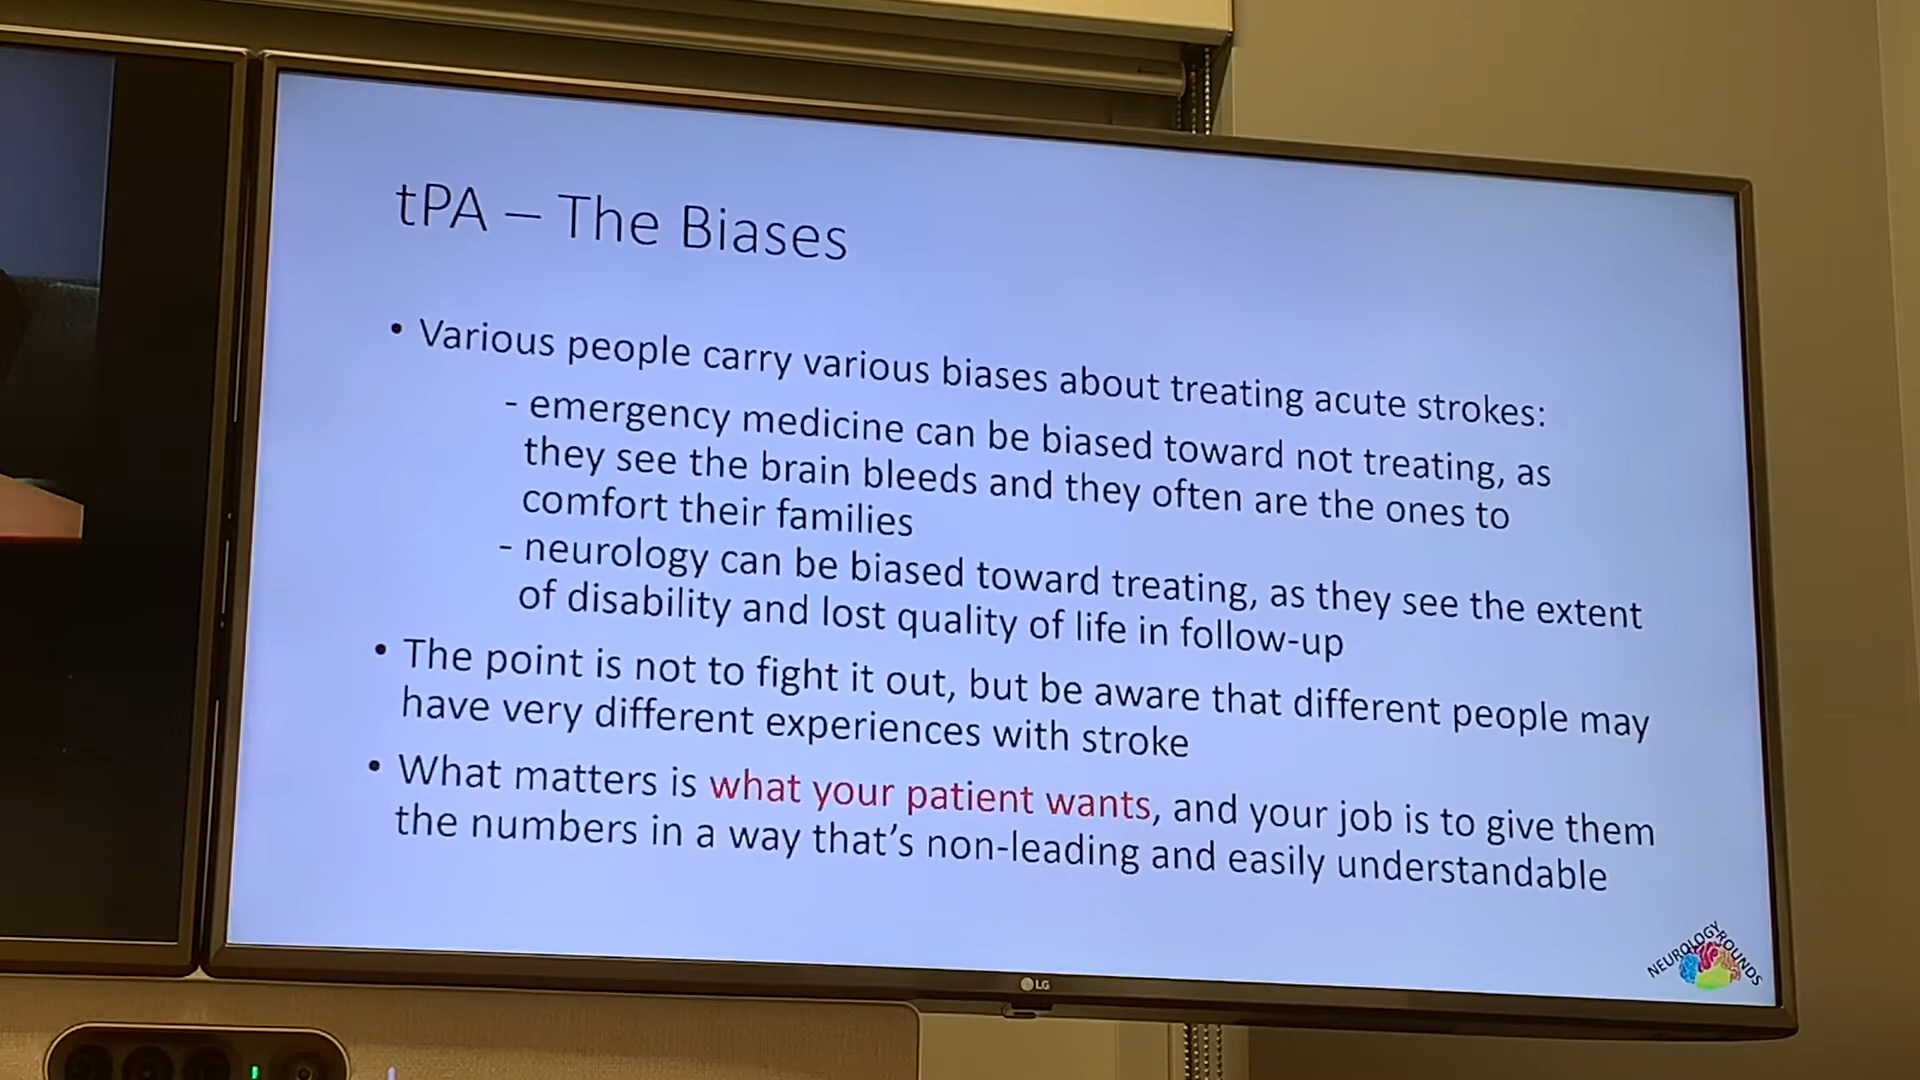 tPA – The Biases
• Various people carry various biases about treating acute strokes:
- emergency medicine can be biased toward not treating, as
they see the brain bleeds and they often are the ones to
comfort their families
- neurology can be biased toward treating, as they see the extent
of disability and lost quality of life in follow-up
• The point is not to fight it out, but be aware that different people may
have very different experiences with stroke
• What matters is what your patient wants, and your job is to give them
the numbers in a way that’s non-leading and easily understandable
NEUROLOGY ROUNDS
LG